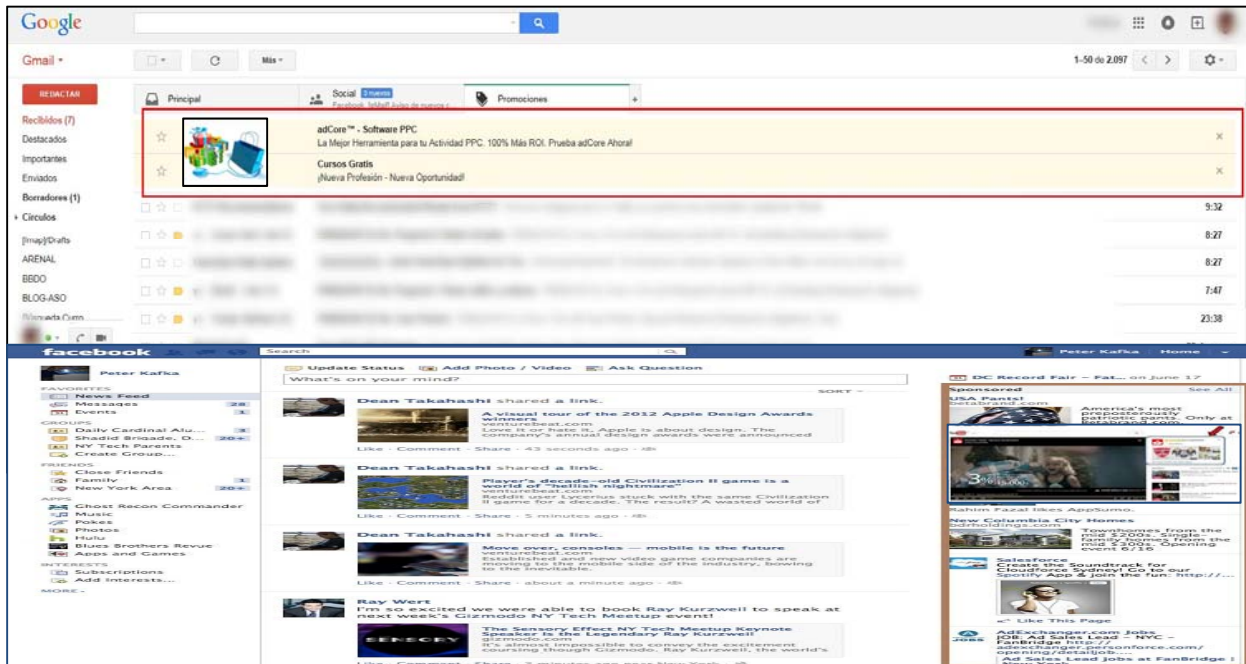 Google
Gmail
Más
1–50 de 2.097
REDACTAR
Principal
Social 3 nuevos
Promociones
+
Recibidos (7)
Destacados
Importantes
Enviados
Borradores (1)
Círculos
[Imap]/Drafts
ARENAL
BBDO
BLOG-ASO
adCore™ - Software PPC
La Mejor Herramienta para tu Actividad PPC. 100% Más ROI. Prueba adCore Ahora!
Cursos Gratis
¡Nueva Profesión - Nueva Oportunidad!
9:32
8:27
8:27
7:47
23:38
facebook
Search
Peter Kafka
Home
Peter Kafka
FAVORITES
News Feed
Messages 28
Events 1
GROUPS
Daily Cardinal Alu... 3
Shadid Brigade, D... 20+
NY Tech Parents
Create Group...
FRIENDS
Close Friends
Family 1
New York Area 20+
APPS
Ghost Recon Commander
Music
Pokes
Photos
Hulu
Blues Brothers Revue
Apps and Games
INTERESTS
Subscriptions
Add Interests...
MORE
Update Status Add Photo / Video Ask Question
What's on your mind?
SORT
Dean Takahashi shared a link.
A visual tour of the 2012 Apple Design Awards
winners
venturebeat.com
Love it or hate it, Apple is about design. The
company's annual design awards were announced
Like · Comment · Share · 43 seconds ago
Dean Takahashi shared a link.
Player's decade-old Civilization II game is a
world of "hellish nightmare"
venturebeat.com
Reddit user Lycerius stuck with the same Civilization
II game for a decade. The result? A wasted world of
Like · Comment · Share · 5 minutes ago
Dean Takahashi shared a link.
Move over, consoles — mobile is the future
venturebeat.com
Established and new video game companies are
moving to the mobile side of the industry, bowing
to the inevitable.
Like · Comment · Share · about a minute ago
Ray Wert
I'm so excited we were able to book Ray Kurzweil to speak at
next week's Gizmodo NY Tech Meetup event!
SENSORY
The Sensory Effect NY Tech Meetup Keynote
Speaker Is the Legendary Ray Kurzweil
gizmodo.com
It's almost impossible to convey the excitement
coursing though Gizmodo. Ray Kurzweil, the world's
DC Record Fair – Fat... on June 17
Sponsored
See All
USA Pants!
betabrand.com
America's most
preposterously
patriotic pants. Only at
Betabrand.com
3%
Rahim Fazal likes AppSumo.
New Columbia City Homes
bdrholdings.com
Townhomes from the
mid $200s. Single-
family homes from the
mid $300s. Opening
event 6/16
Salesforce
Create the Soundtrack for
Cloudforce Sydney! Go to our
Spotify App & join the fun: http://...
Like This Page
AdExchanger.com Jobs
JOBS
JOB: Ad Sales Lead – NYC –
FanBridge http://
adexchanger.personforce.com/
opening/detailjob....
Ad Sales Lead jobs at FanBridge |